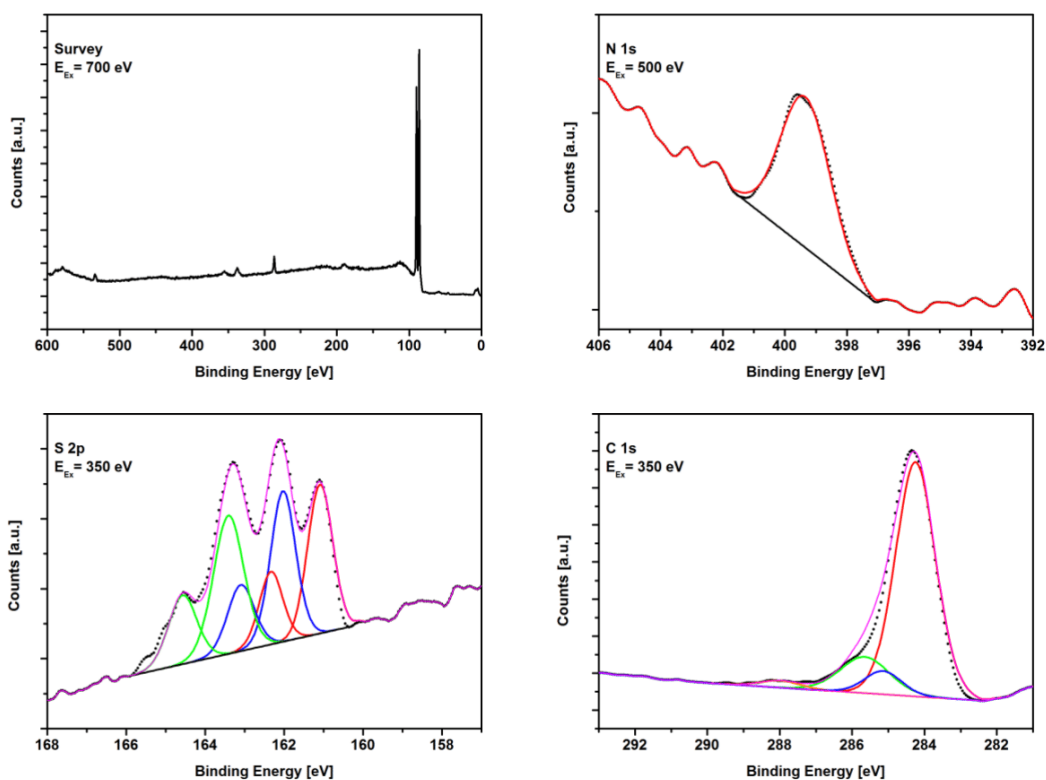 Survey
E_Ex = 700 eV
Counts [a.u.]
600 500 400 300 200 100 0
Binding Energy [eV]
N 1s
E_Ex = 500 eV
Counts [a.u.]
406 404 402 400 398 396 394 392
Binding Energy [eV]
S 2p
E_Ex = 350 eV
Counts [a.u.]
168 166 164 162 160 158
Binding Energy [eV]
C 1s
E_Ex = 350 eV
Counts [a.u.]
292 290 288 286 284 282
Binding Energy [eV]